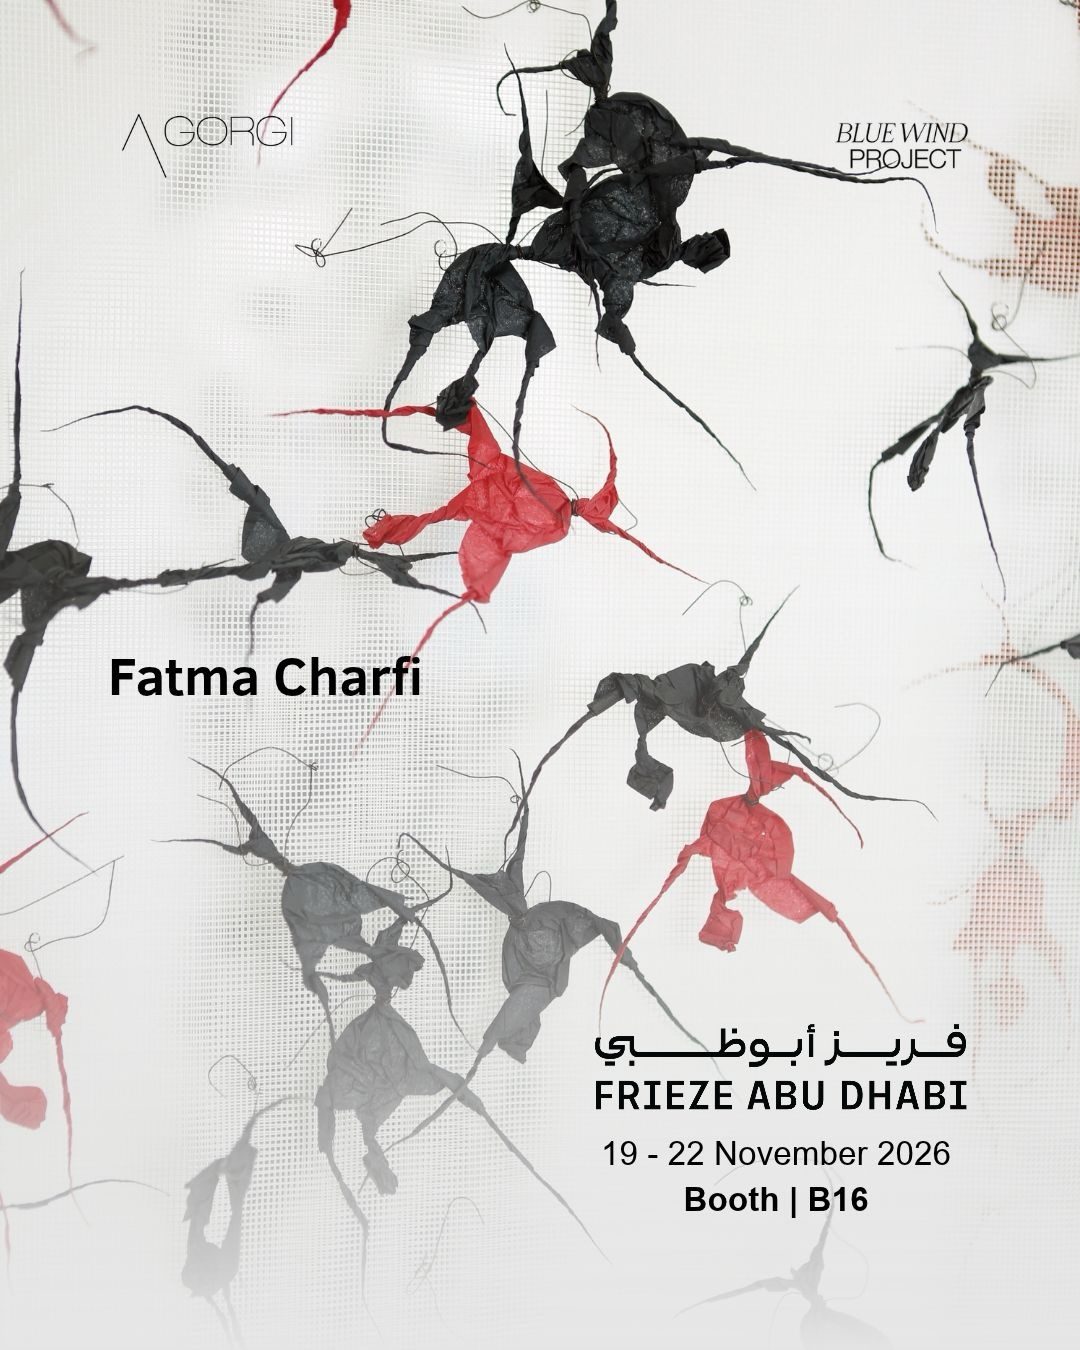 A GORGI
BLUE WIND
PROJECT
Fatma Charfi
فريز أبوظبي
FRIEZE ABU DHABI
19 - 22 November 2026
Booth | B16